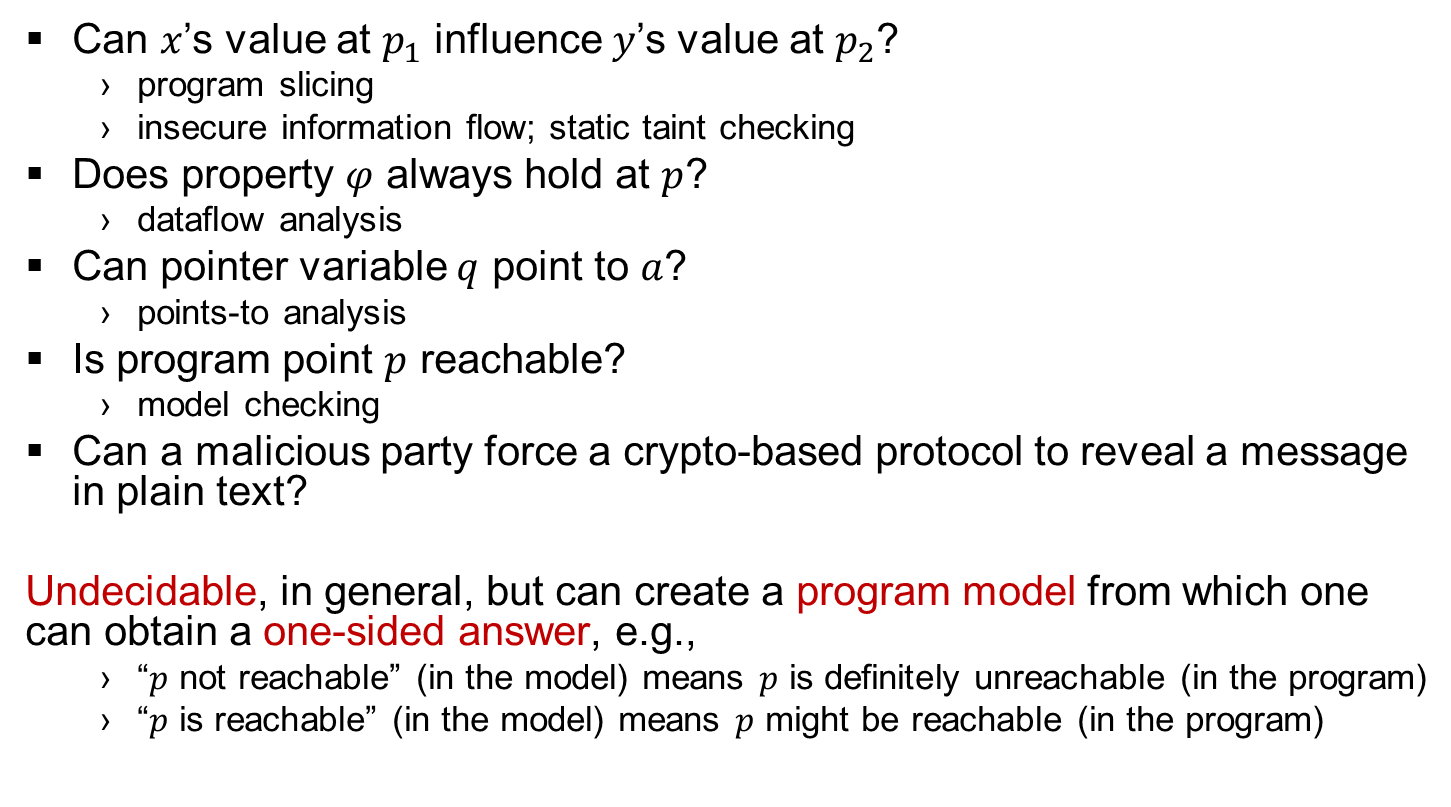 ▪ Can 𝑥’s value at 𝑝₁ influence 𝑦’s value at 𝑝₂?
› program slicing
› insecure information flow; static taint checking
▪ Does property 𝜑 always hold at 𝑝?
› dataflow analysis
▪ Can pointer variable 𝑞 point to 𝑎?
› points-to analysis
▪ Is program point 𝑝 reachable?
› model checking
▪ Can a malicious party force a crypto-based protocol to reveal a message
in plain text?
Undecidable, in general, but can create a program model from which one
can obtain a one-sided answer, e.g.,
› “𝑝 not reachable” (in the model) means 𝑝 is definitely unreachable (in the program)
› “𝑝 is reachable” (in the model) means 𝑝 might be reachable (in the program)